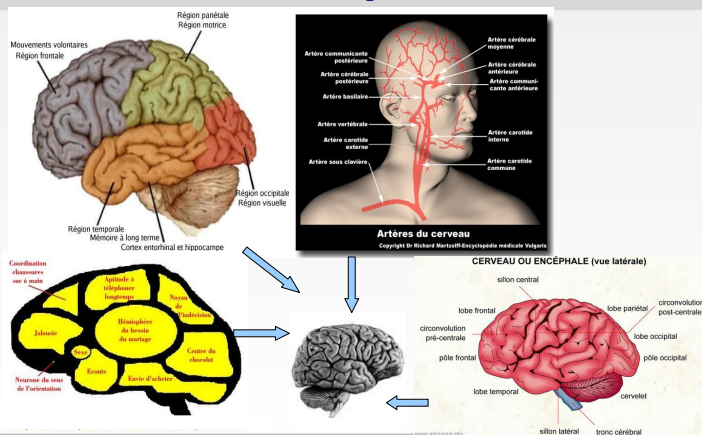 Région pariétale
Région motrice
Mouvements volontaires
Région frontale
Région occipitale
Région visuelle
Région temporale
Mémoire à long terme
Cortex entorhinal et hippocampe
Artère communicante
postérieure
Artère cérébrale
postérieure
Artère basilaire
Artère vertébrale
Artère carotide
externe
Artère sous clavière
Artère cérébrale
moyenne
Artère cérébrale
antérieure
Artère communi-
cante antérieure
Artère carotide
interne
Artère carotide
commune
Artères du cerveau
Copyright Dr Richard Martzolff-Encyclopédie médicale Vulgaris
Coordination
chaussures
sac à main
Aptitude à
téléphoner
longtemps
Noyau
de
l'indécision
Jalousie
Hémisphère
du besoin
du mariage
Sexe
Centre du
chocolat
Neurone du sens
de l'orientation
Ecoute
Envie d'acheter
CERVEAU OU ENCÉPHALE (vue latérale)
sillon central
lobe frontal
lobe pariétal
circonvolution
post-centrale
circonvolution
pré-centrale
lobe occipital
pôle frontal
pôle occipital
lobe temporal
cervelet
sillon latéral
tronc cérébral